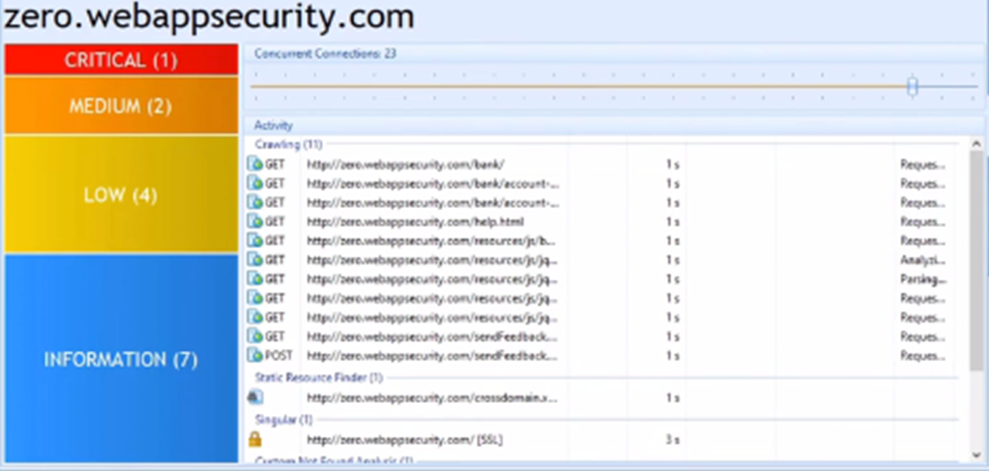 zero.webappsecurity.com
CRITICAL (1)
MEDIUM (2)
LOW (4)
INFORMATION (7)
Concurrent Connections: 23
Activity
Crawling (11)
GET http://zero.webappsecurity.com/bank/ 1 s Reques...
GET http://zero.webappsecurity.com/bank/account-... 1 s Reques...
GET http://zero.webappsecurity.com/bank/account-... 1 s Reques...
GET http://zero.webappsecurity.com/help.html 1 s Reques...
GET http://zero.webappsecurity.com/resources/js/b... 1 s Reques...
GET http://zero.webappsecurity.com/resources/js/jq... 1 s Analyzi...
GET http://zero.webappsecurity.com/resources/js/jq... 1 s Parsing...
GET http://zero.webappsecurity.com/resources/js/jq... 1 s Reques...
GET http://zero.webappsecurity.com/resources/js/jq... 1 s Reques...
GET http://zero.webappsecurity.com/sendFeedback... 1 s Reques...
POST http://zero.webappsecurity.com/sendFeedback... 1 s Reques...
Static Resource Finder (1)
http://zero.webappsecurity.com/crossdomain.x... 1 s
Singular (1)
http://zero.webappsecurity.com/ [SSL] 3 s
Custom Not Found Analysis (1)